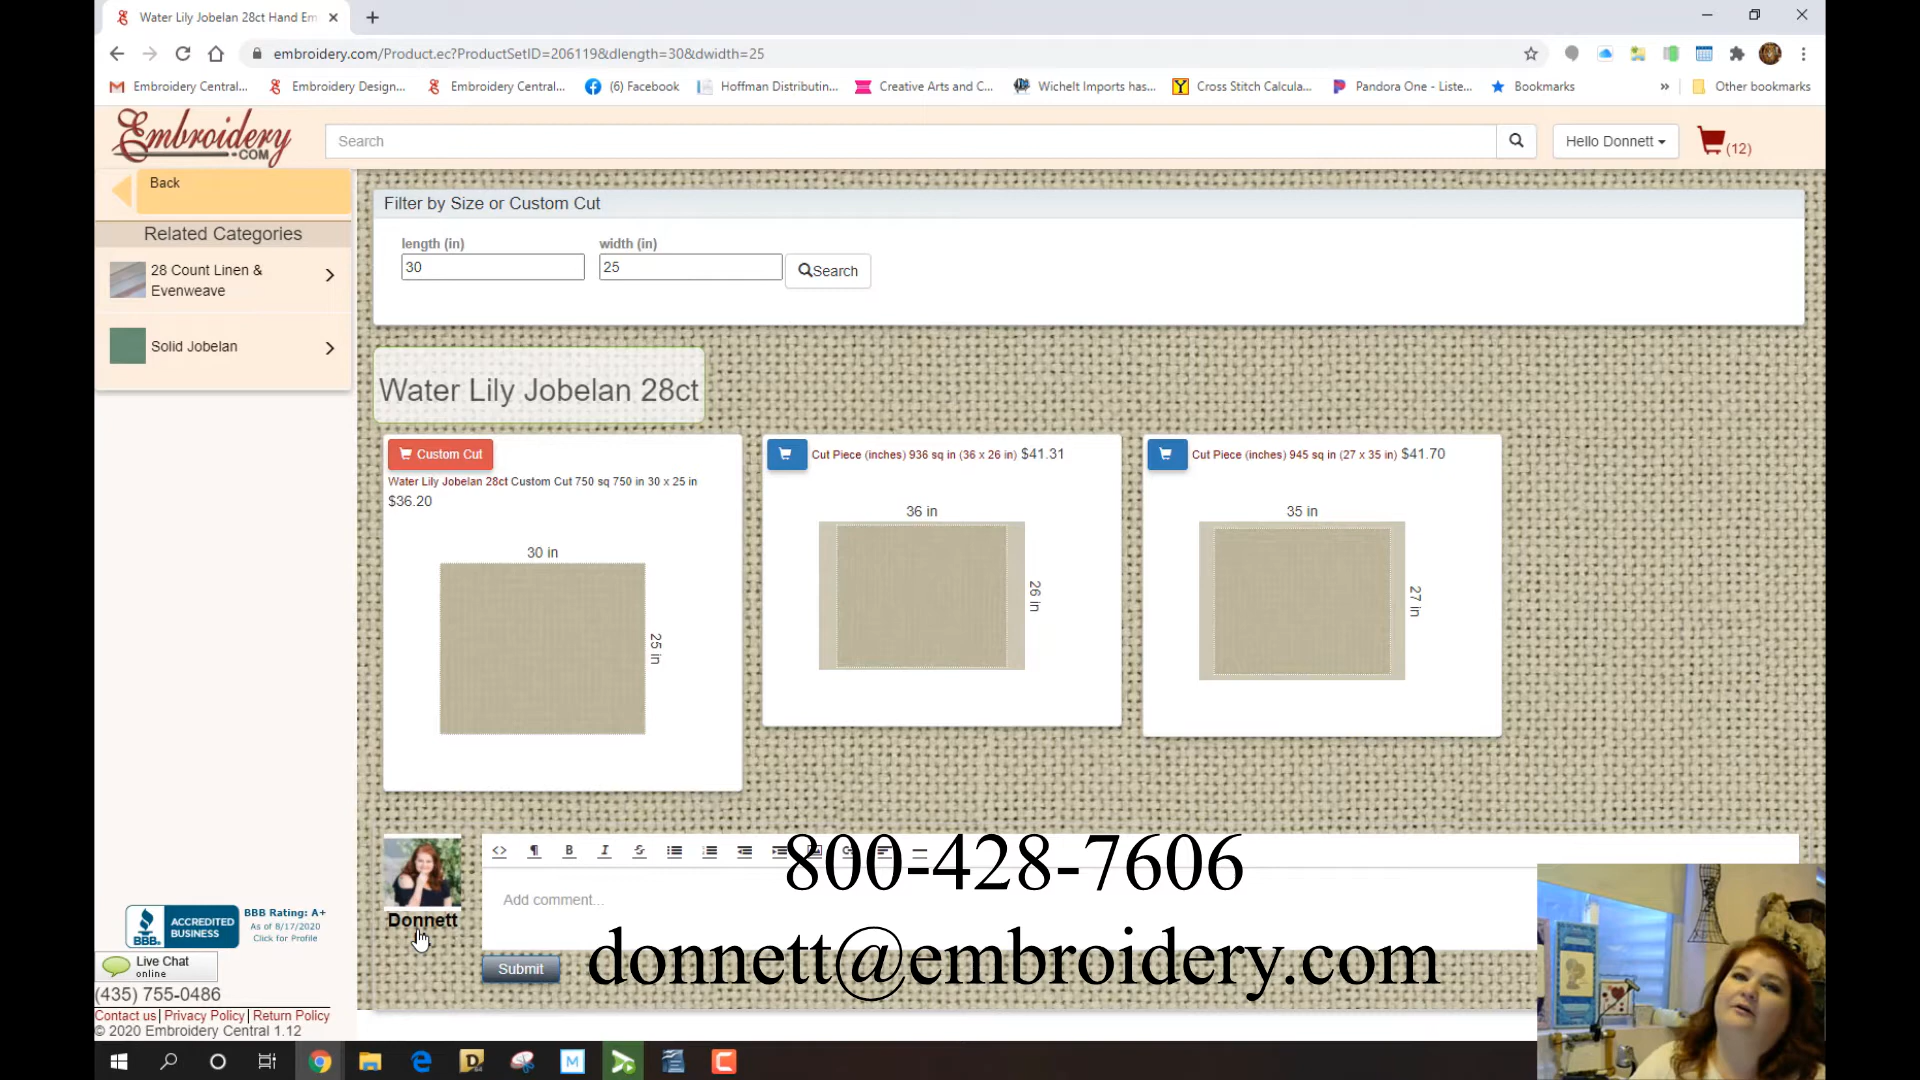 Water Lily Jobelan 28ct Hand Em
embroidery.com/Product.ec?ProductSetID=206119&dlength=30&dwidth=25
Embroidery Central...
Embroidery Design...
Embroidery Central...
(6) Facebook
Hoffman Distributin...
Creative Arts and C...
Wichelt Imports has...
Cross Stitch Calcula...
Pandora One - Liste...
Bookmarks
»
Other bookmarks
Embroidery
.COM
Search
Hello Donnett
(12)
Back
Related Categories
28 Count Linen &
Evenweave
Solid Jobelan
Filter by Size or Custom Cut
length (in)
width (in)
30
25
Search
Water Lily Jobelan 28ct
Custom Cut
Water Lily Jobelan 28ct Custom Cut 750 sq 750 in 30 x 25 in
$36.20
30 in
25 in
Cut Piece (inches) 936 sq in (36 x 26 in) $41.31
36 in
26 in
Cut Piece (inches) 945 sq in (27 x 35 in) $41.70
35 in
27 in
Donnett
Add comment...
Submit
800-428-7606
donnett@embroidery.com
BBB.
ACCREDITED
BUSINESS
BBB Rating: A+
As of 8/17/2020
Click for Profile
Live Chat
online
(435) 755-0486
Contact us | Privacy Policy | Return Policy
© 2020 Embroidery Central 1.12